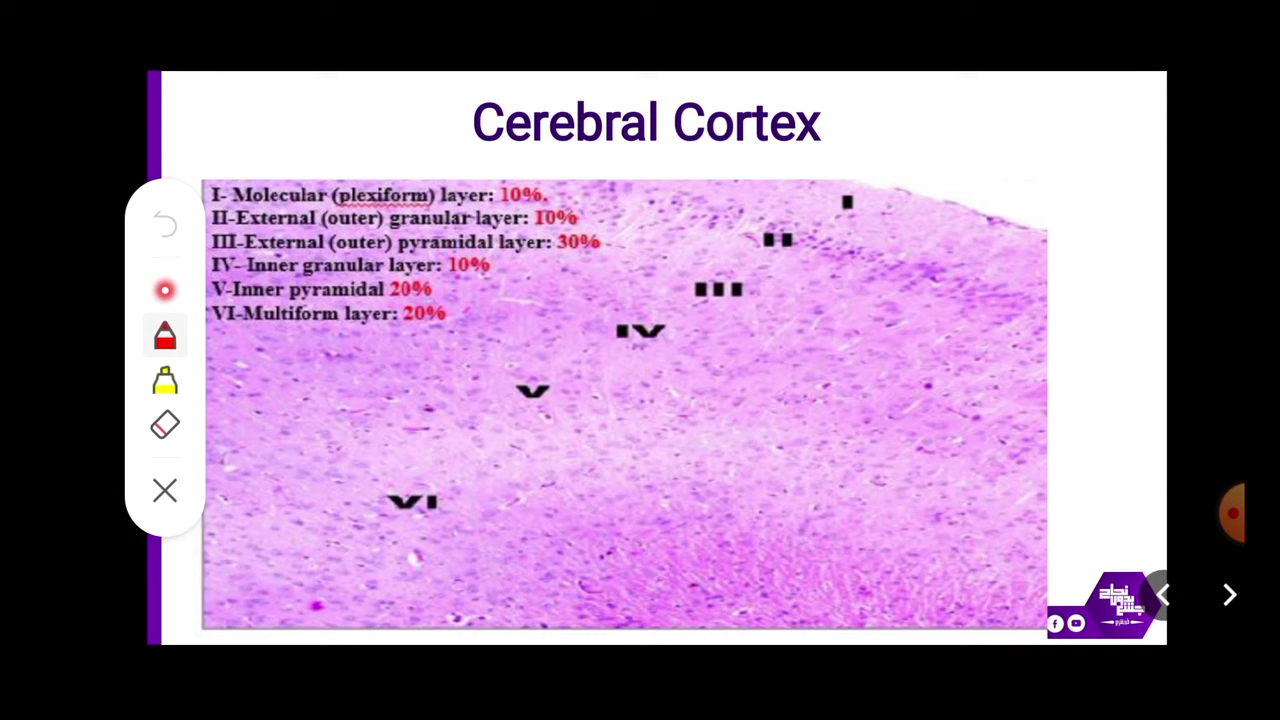 Cerebral Cortex
I- Molecular (plexiform) layer: 10%.
II-External (outer) granular layer: 10%
III-External (outer) pyramidal layer: 30%
IV- Inner granular layer: 10%
V-Inner pyramidal 20%
VI-Multiform layer: 20%
I
II
III
IV
V
VI